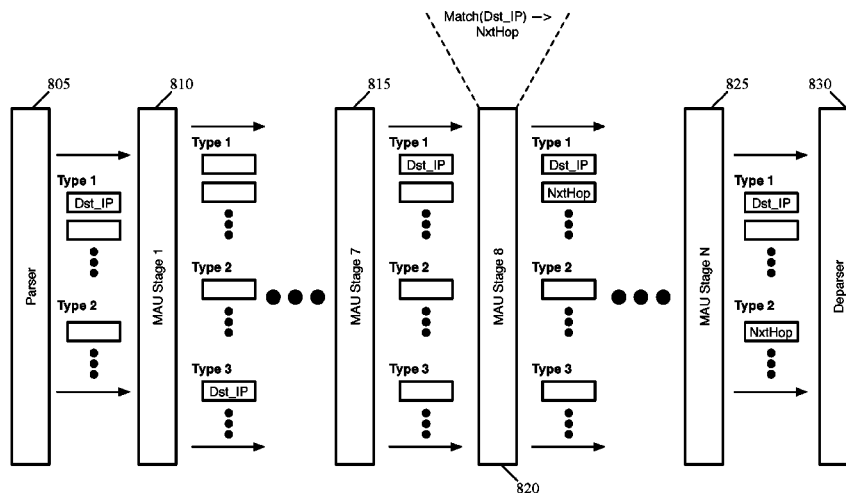 Match(Dst_IP) —>
NxtHop
805
810
815
825
830
Parser
Type 1
Dst_IP
Type 2
MAU Stage 1
Type 1
Type 2
Type 3
Dst_IP
MAU Stage 7
Type 1
Dst_IP
Type 2
Type 3
MAU Stage 8
820
Type 1
Dst_IP
NxtHop
Type 2
Type 3
MAU Stage N
Type 1
Dst_IP
Type 2
NxtHop
Deparser